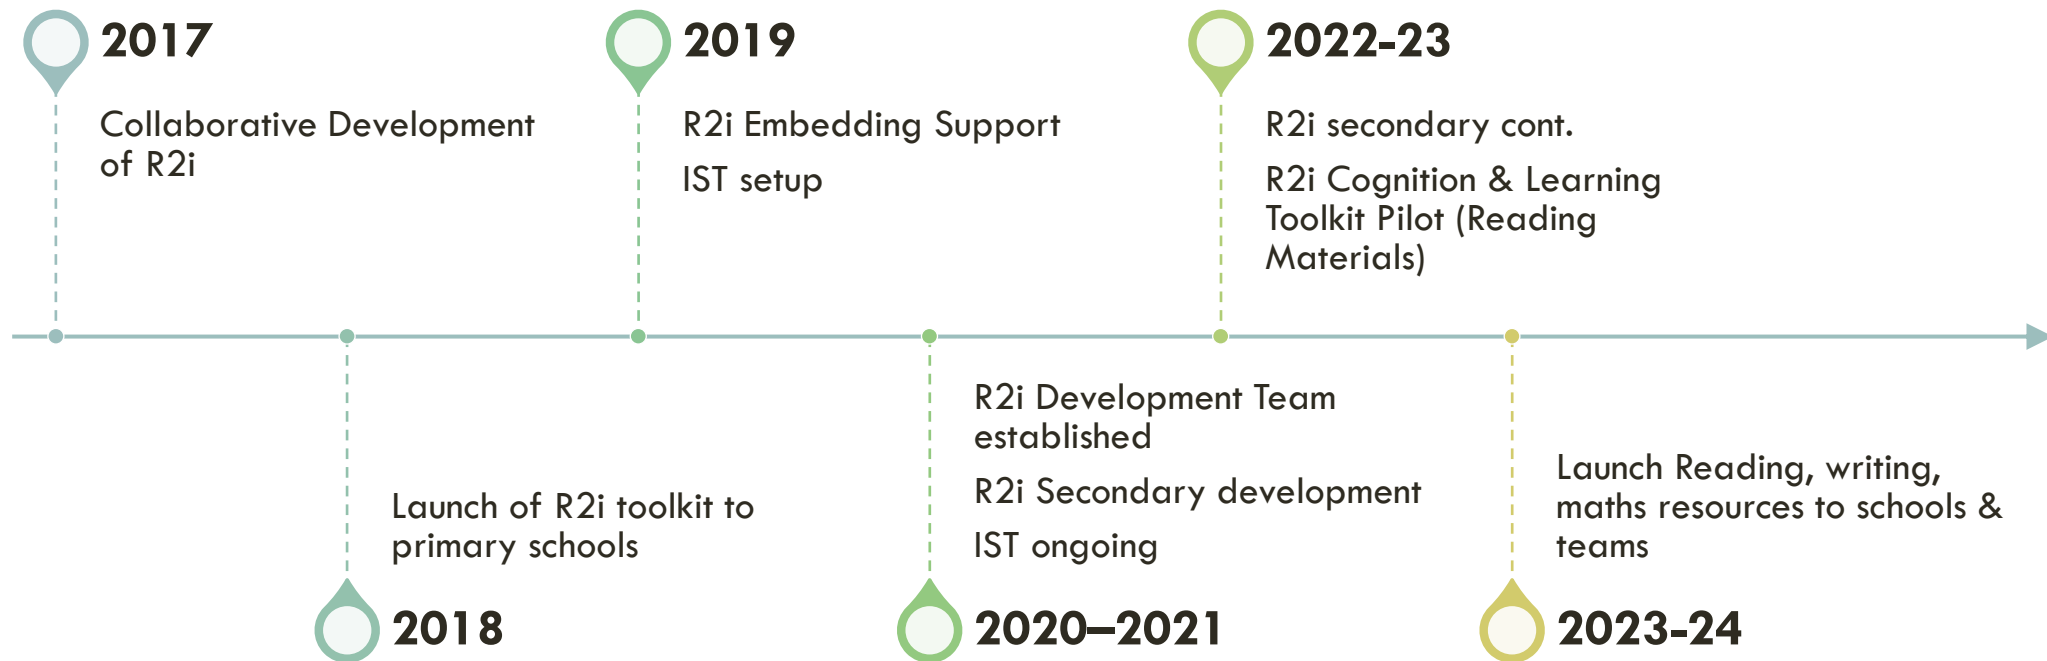 2017
Collaborative Development
of R2i
2018
Launch of R2i toolkit to
primary schools
2019
R2i Embedding Support
IST setup
2020–2021
R2i Development Team
established
R2i Secondary development
IST ongoing
2022-23
R2i secondary cont.
R2i Cognition & Learning
Toolkit Pilot (Reading
Materials)
2023-24
Launch Reading, writing,
maths resources to schools &
teams